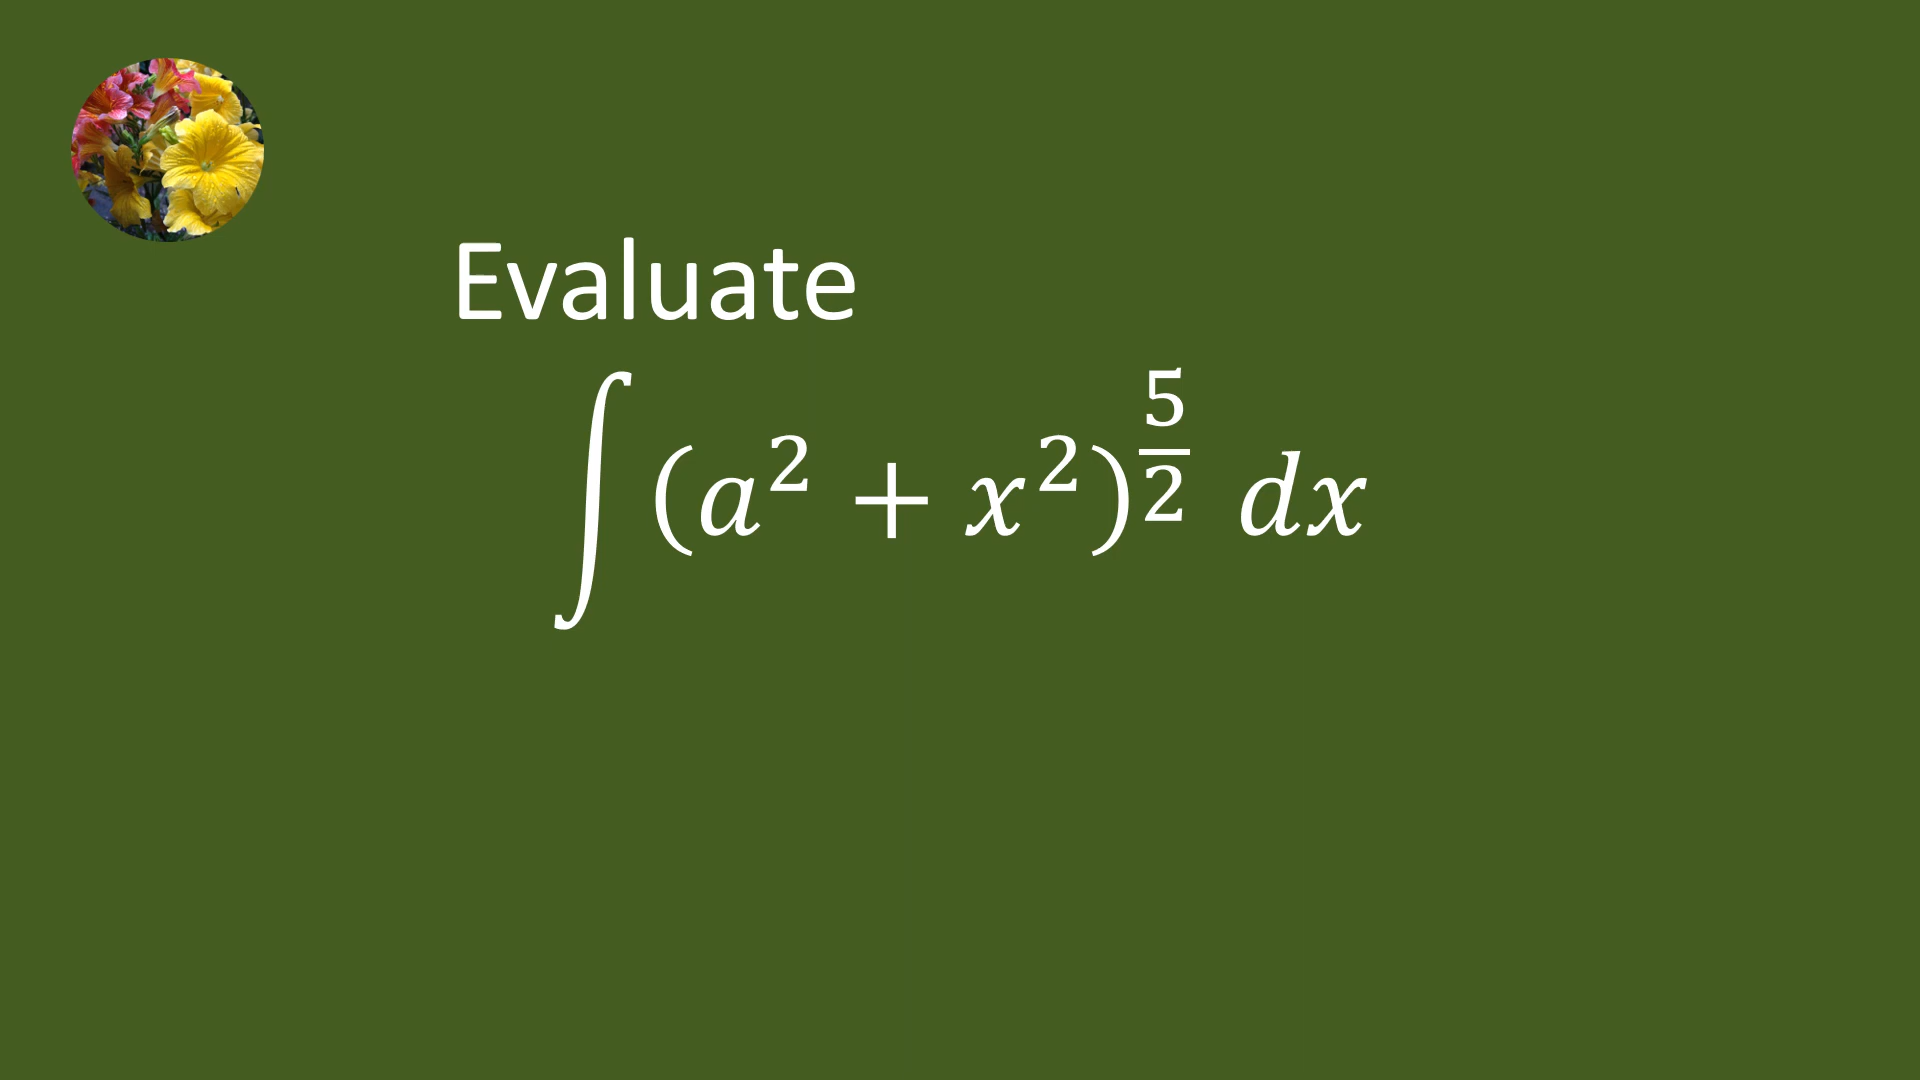 Evaluate
∫(a² + x²)^{5/2} dx